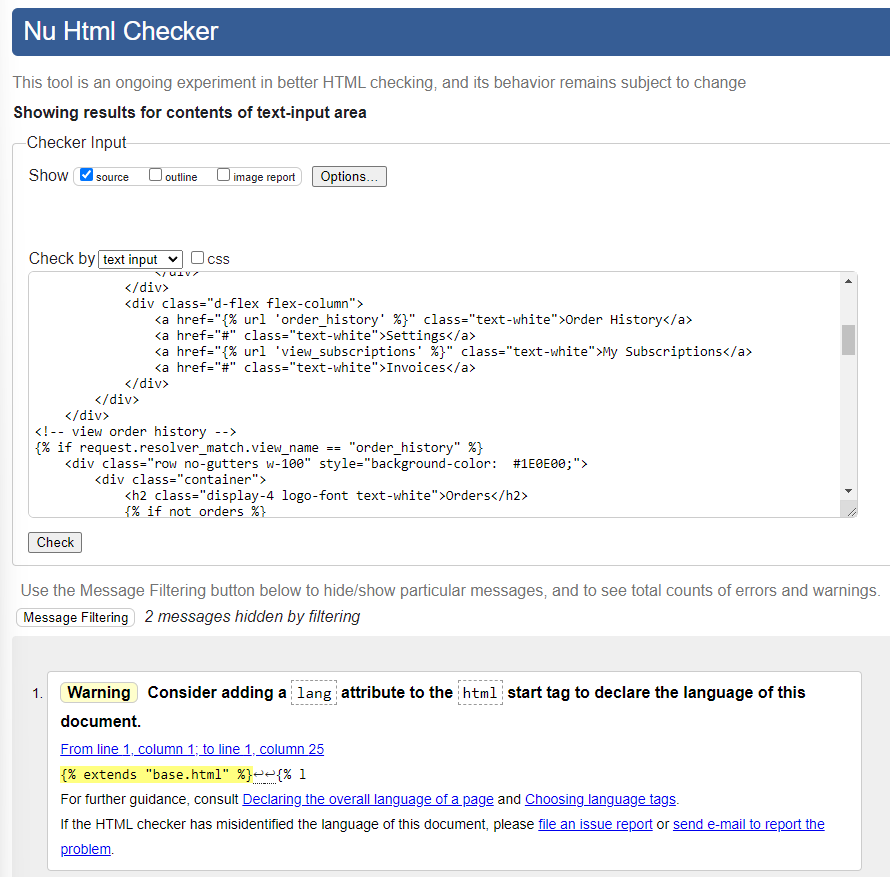 Nu Html Checker
This tool is an ongoing experiment in better HTML checking, and its behavior remains subject to change
Showing results for contents of text-input area
Checker Input
Show source outline image report Options...
Check by text input css
</div>
</div>
<div class="d-flex flex-column">
<a href="{% url 'order_history' %}" class="text-white">Order History</a>
<a href="#" class="text-white">Settings</a>
<a href="{% url 'view_subscriptions' %}" class="text-white">My Subscriptions</a>
<a href="#" class="text-white">Invoices</a>
</div>
</div>
</div>
<!-- view order history -->
{% if request.resolver_match.view_name == "order_history" %}
<div class="row no-gutters w-100" style="background-color:  #1E0E00;">
<div class="container">
<h2 class="display-4 logo-font text-white">Orders</h2>
{% if not orders %}
Check
Use the Message Filtering button below to hide/show particular messages, and to see total counts of errors and warnings.
Message Filtering 2 messages hidden by filtering
1. Warning Consider adding a lang attribute to the html start tag to declare the language of this
document.
From line 1, column 1; to line 1, column 25
{% extends "base.html" %}↩↩{% l
For further guidance, consult Declaring the overall language of a page and Choosing language tags.
If the HTML checker has misidentified the language of this document, please file an issue report or send e-mail to report the
problem.